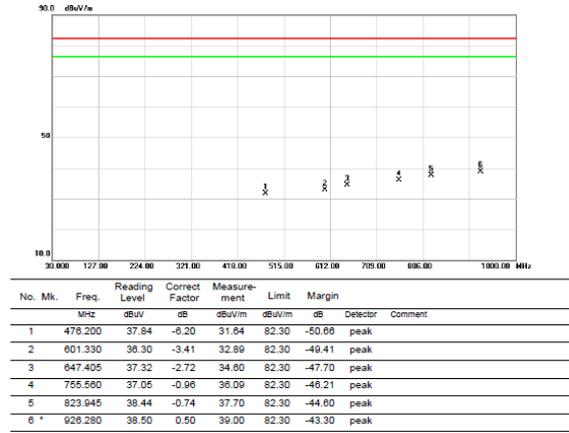 90.0 dBuV/m
50
10.0
1 2 3 4 5 6
30.000 127.00 224.00 321.00 418.00 515.00 612.00 709.00 806.00 1000.00 MHz
No. Mk. Freq. Reading Level Correct Factor Measure-ment Limit Margin
MHz dBuV dB dBuV/m dBuV/m dB Detector Comment
1 476.200 37.84 -6.20 31.64 82.30 -50.66 peak
2 601.330 36.30 -3.41 32.89 82.30 -49.41 peak
3 647.405 37.32 -2.72 34.60 82.30 -47.70 peak
4 755.560 37.05 -0.96 36.09 82.30 -46.21 peak
5 823.945 38.44 -0.74 37.70 82.30 -44.60 peak
6 * 926.280 38.50 0.50 39.00 82.30 -43.30 peak